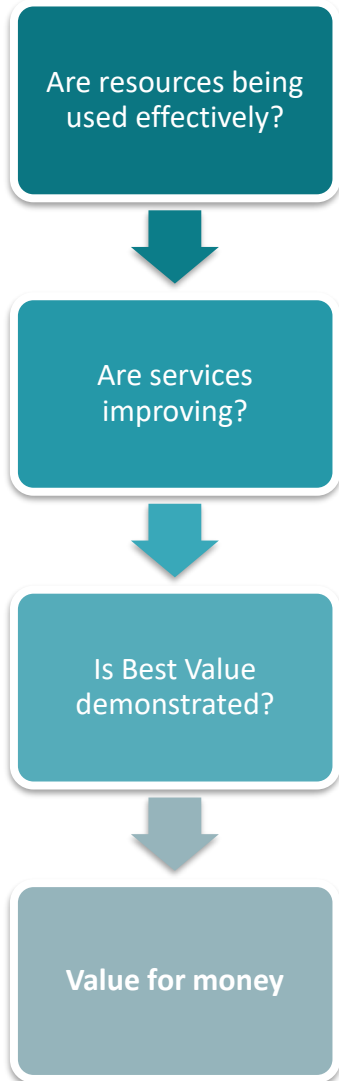 Are resources being
used effectively?
Are services
improving?
Is Best Value
demonstrated?
Value for money